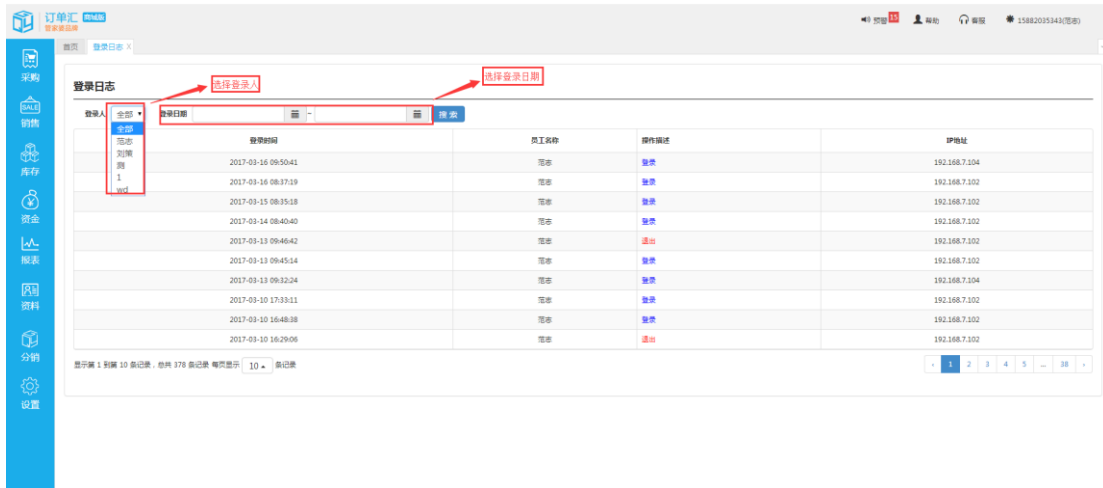 订单汇 商城版
管家婆品牌
预警 15 帮助 客服 15882035343(范志)
首页 登录日志 X
采购
SALE
销售
库存
资金
报表
资料
分销
设置
登录日志
选择登录人
选择登录日期
登录人 全部 登录日期 - 搜索
全部
范志
刘策
1
wd
登录时间 员工名称 操作描述 IP地址
2017-03-16 09:50:41 范志 登录 192.168.7.104
2017-03-16 08:37:19 范志 登录 192.168.7.102
2017-03-15 08:35:18 范志 登录 192.168.7.102
2017-03-14 08:40:40 范志 登录 192.168.7.102
2017-03-13 09:46:42 范志 退出 192.168.7.102
2017-03-13 09:45:14 范志 登录 192.168.7.102
2017-03-13 09:32:24 范志 登录 192.168.7.104
2017-03-10 17:33:11 范志 登录 192.168.7.102
2017-03-10 16:48:38 范志 登录 192.168.7.102
2017-03-10 16:29:06 范志 退出 192.168.7.102
显示第 1 到第 10 条记录，总共 378 条记录 每页显示 10 条记录
‹ 1 2 3 4 5 ... 38 ›